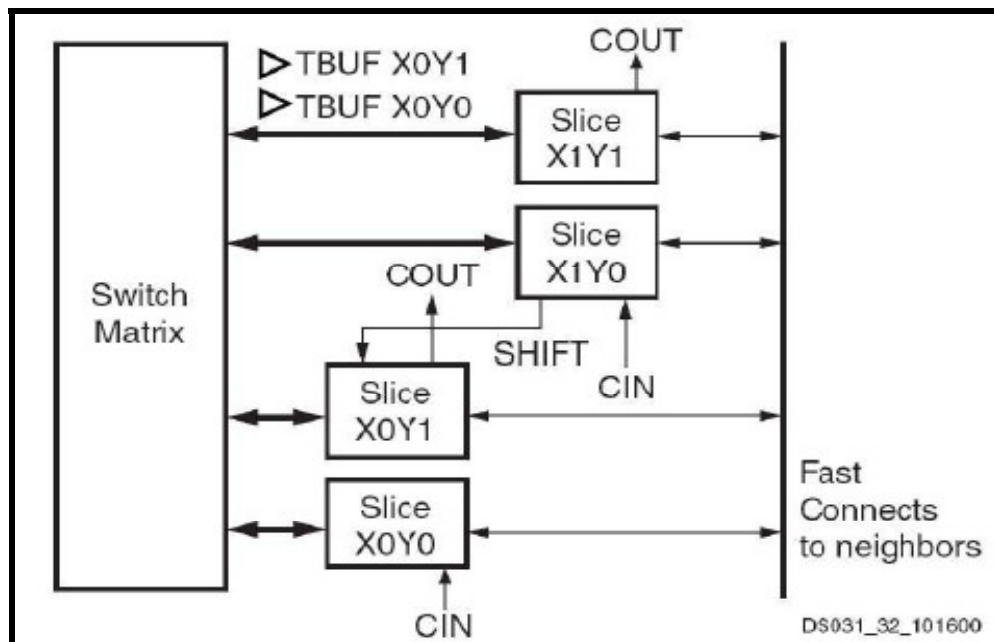 COUT
TBUF X0Y1
TBUF X0Y0
Slice
X1Y1
Slice
X1Y0
COUT
Switch
Matrix
SHIFT
CIN
Slice
X0Y1
Slice
X0Y0
Fast
Connects
to neighbors
CIN
DS031_32_101600